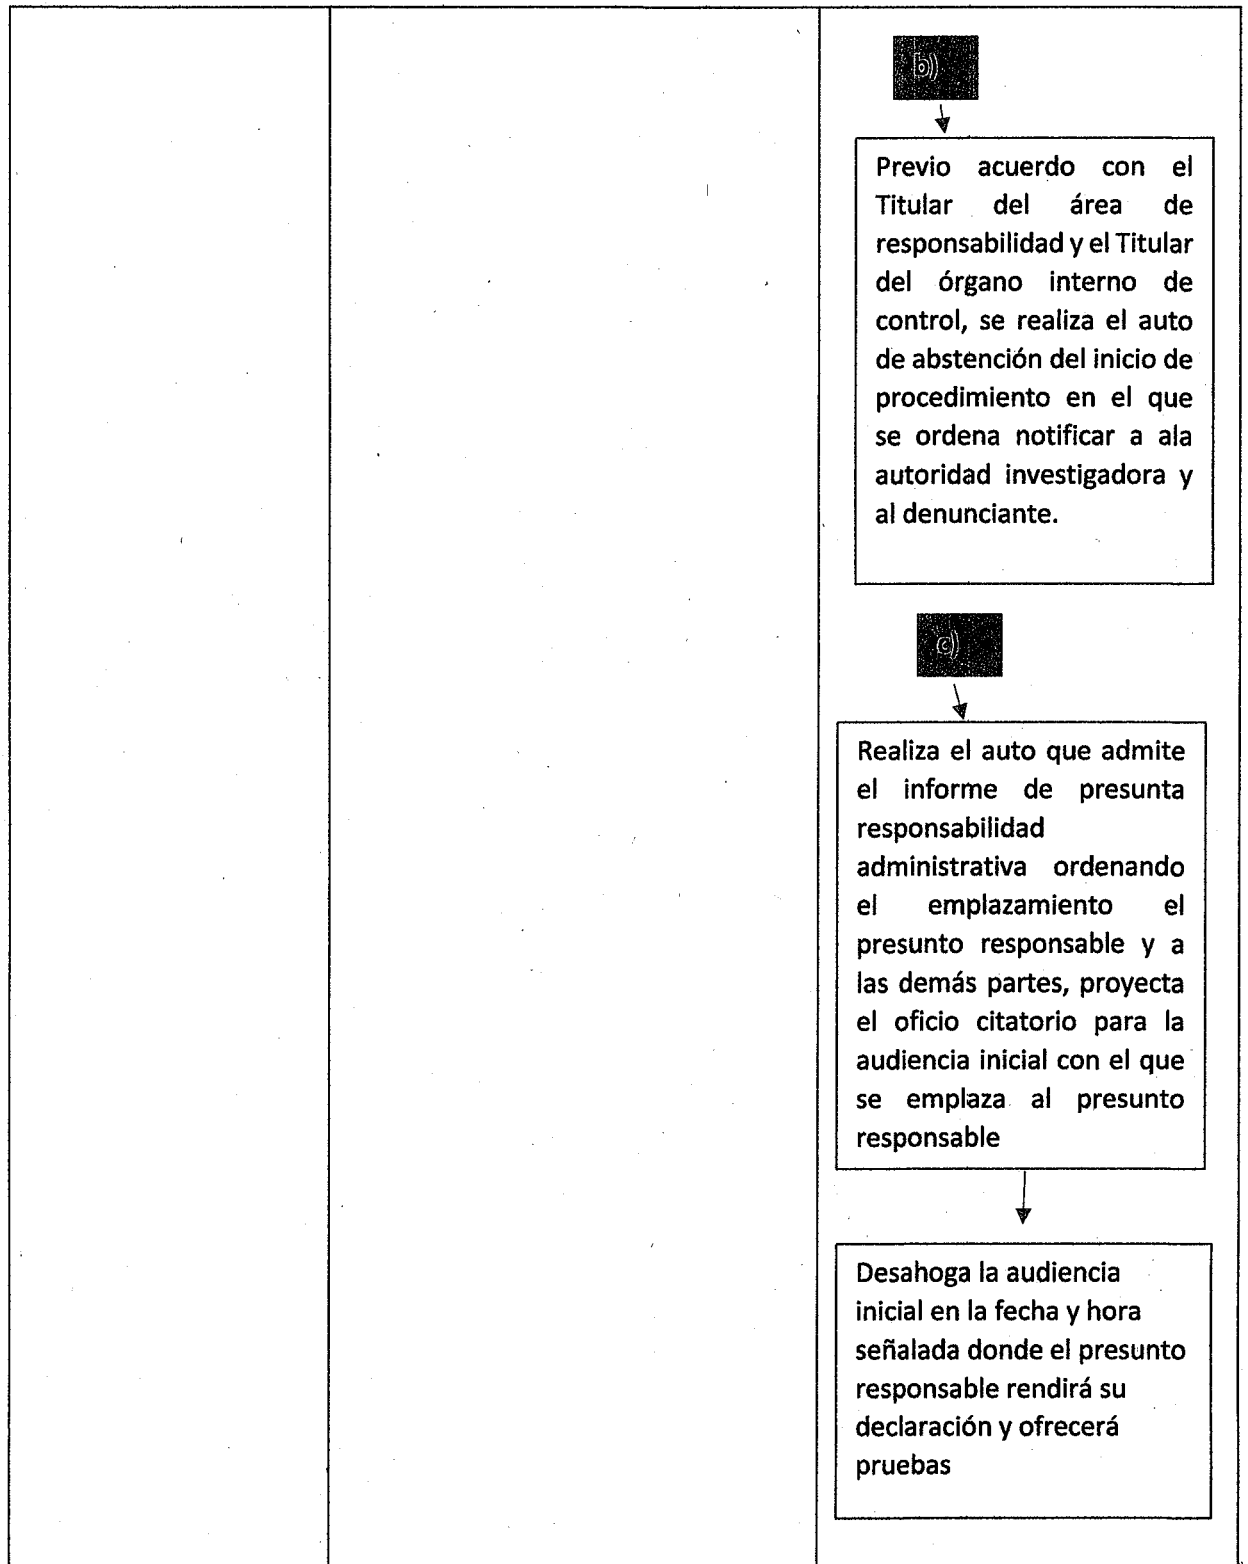 b)
Previo acuerdo con el
Titular del área de
responsabilidad y el Titular
del órgano interno de
control, se realiza el auto
de abstención del inicio de
procedimiento en el que
se ordena notificar a ala
autoridad investigadora y
al denunciante.
c)
Realiza el auto que admite
el informe de presunta
responsabilidad
administrativa ordenando
el emplazamiento el
presunto responsable y a
las demás partes, proyecta
el oficio citatorio para la
audiencia inicial con el que
se emplaza al presunto
responsable
Desahoga la audiencia
inicial en la fecha y hora
señalada donde el presunto
responsable rendirá su
declaración y ofrecerá
pruebas